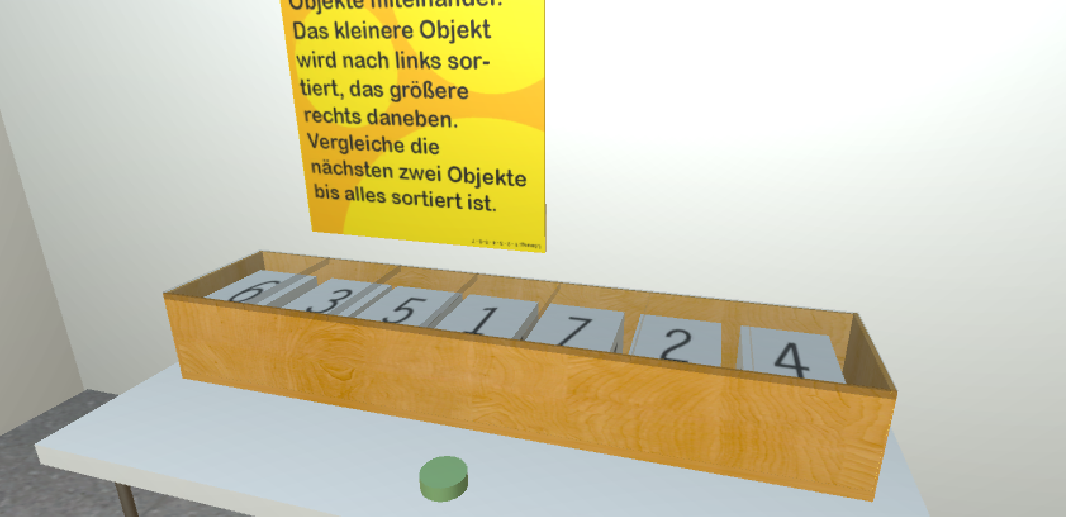 Objekte miteinander.
Das kleinere Objekt
wird nach links sor-
tiert, das größere
rechts daneben.
Vergleiche die
nächsten zwei Objekte
bis alles sortiert ist.
6 3 5 1 7 2 4